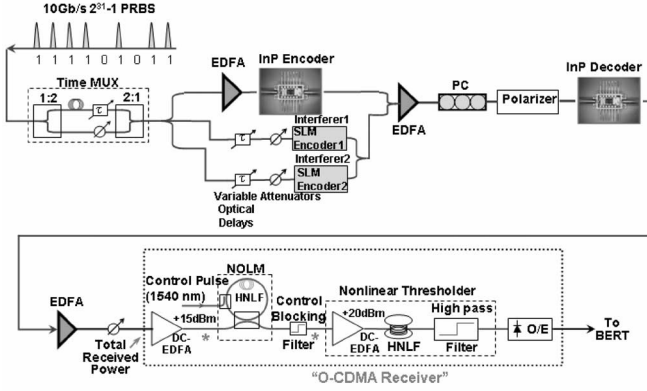 10Gb/s 2³¹-1 PRBS
1 1 1 1 0 1 0 1 1
Time MUX
1:2
2:1
τ
EDFA
InP Encoder
Interferer1
SLM
Encoder1
Interferer2
SLM
Encoder2
τ
τ
Variable Attenuators
Optical
Delays
EDFA
PC
Polarizer
InP Decoder
EDFA
Total
Received
Power
Control Pulse
(1540 nm)
NOLM
HNLF
+15dBm
DC-
EDFA
*
Control
Blocking
Filter
*
Nonlinear Thresholder
+20dBm
DC-
EDFA
HNLF
High pass
Filter
O/E
To
BERT
"O-CDMA Receiver"